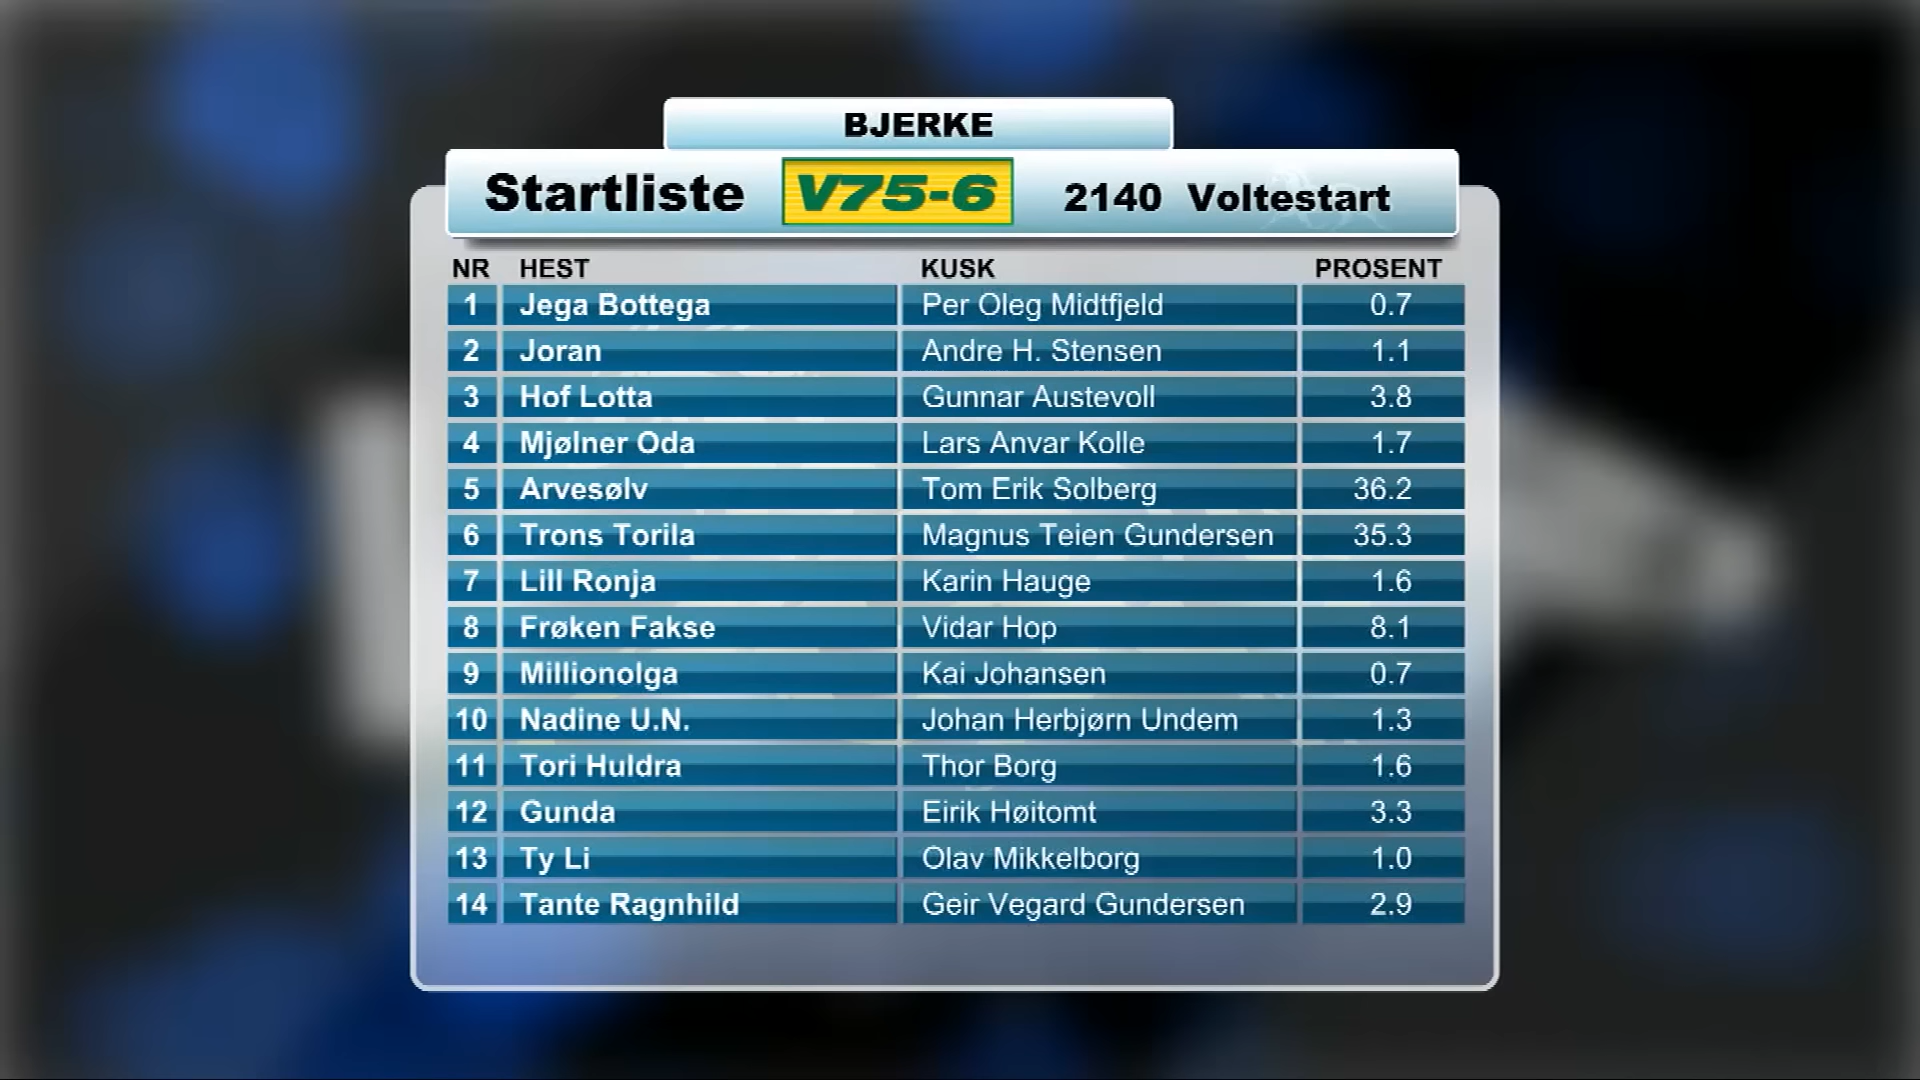 BJERKE
Startliste V75-6 2140 Voltestart
NR HEST KUSK PROSENT
1 Jega Bottega Per Oleg Midtfjeld 0.7
2 Joran Andre H. Stensen 1.1
3 Hof Lotta Gunnar Austevoll 3.8
4 Mjølner Oda Lars Anvar Kolle 1.7
5 Arvesølv Tom Erik Solberg 36.2
6 Trons Torila Magnus Teien Gundersen 35.3
7 Lill Ronja Karin Hauge 1.6
8 Frøken Fakse Vidar Hop 8.1
9 Millionolga Kai Johansen 0.7
10 Nadine U.N. Johan Herbjørn Undem 1.3
11 Tori Huldra Thor Borg 1.6
12 Gunda Eirik Høitomt 3.3
13 Ty Li Olav Mikkelborg 1.0
14 Tante Ragnhild Geir Vegard Gundersen 2.9